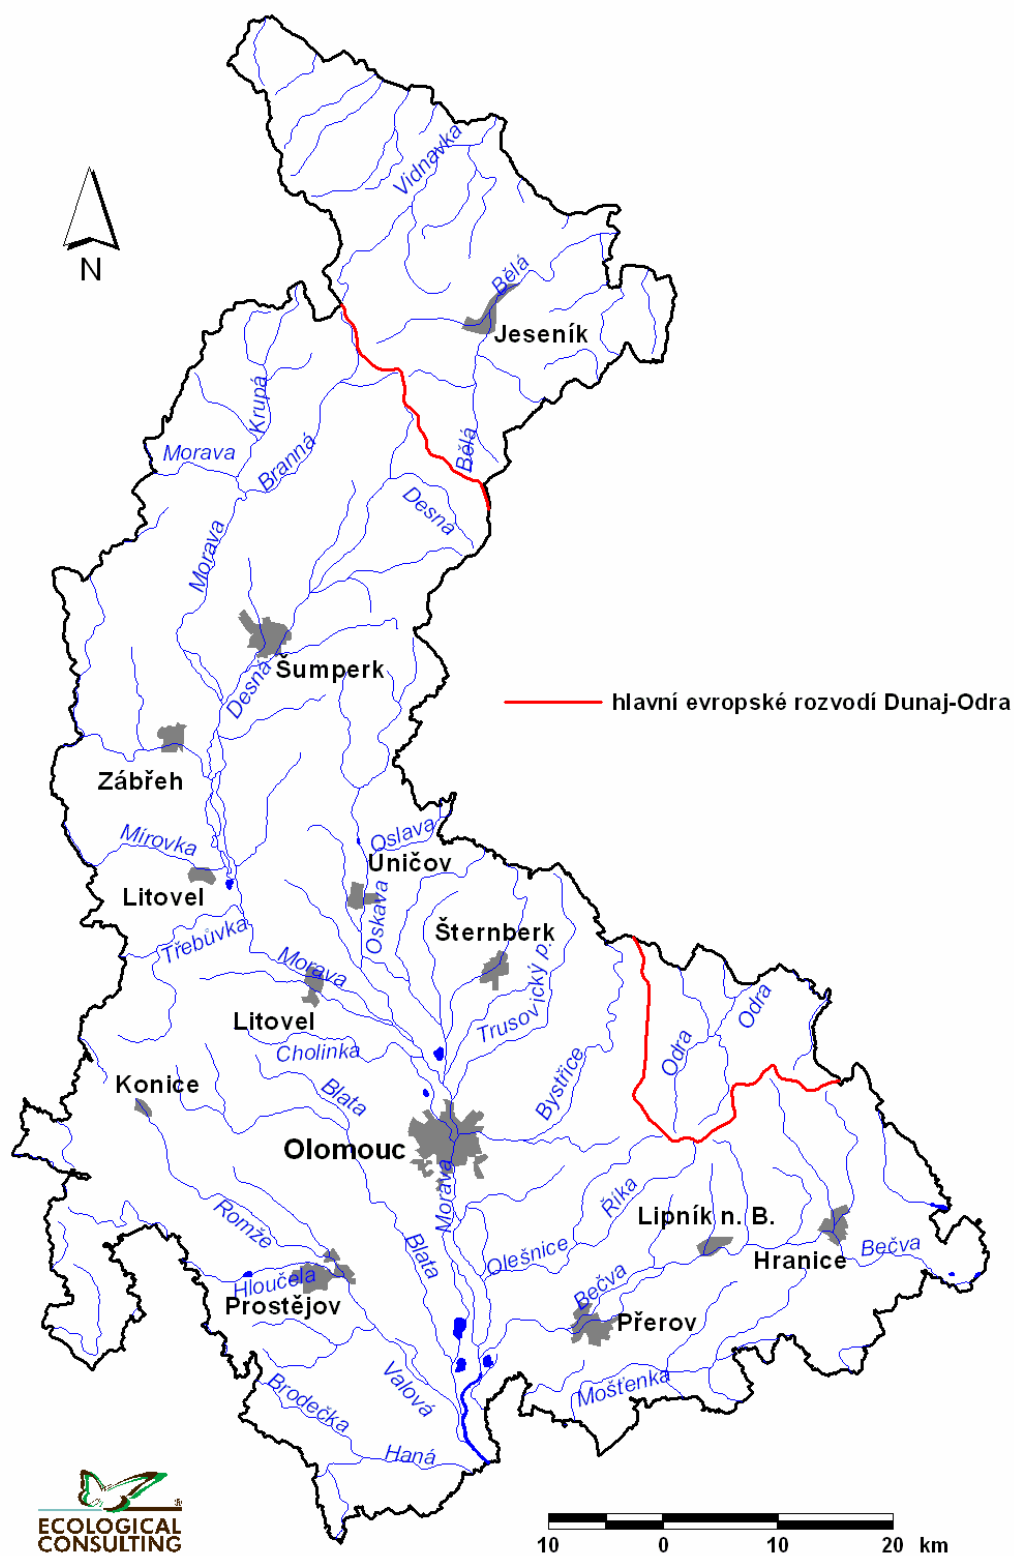 Vidnavka
N
Bělá
Jeseník
Krupá
Morava
Branná
Bělá
Desná
Morava
Šumperk
Desná
hlavní evropské rozvodí Dunaj-Odra
Zábřeh
Mírovka
Oslava
Uničov
Litovel
Oskava
Šternberk
Třebůvka
Morava
Trusovický p.
Odra
Litovel
Cholinka
Odra
Konice
Blata
Bystřice
Olomouc
Morava
Říka
Romže
Lipník n. B.
Blata
Olešnice
Hranice
Bečva
Hloučela
Bečva
Prostějov
Přerov
Valová
Mošťenka
Brodečka
Haná
®
ECOLOGICAL
CONSULTING
10 0 10 20 km